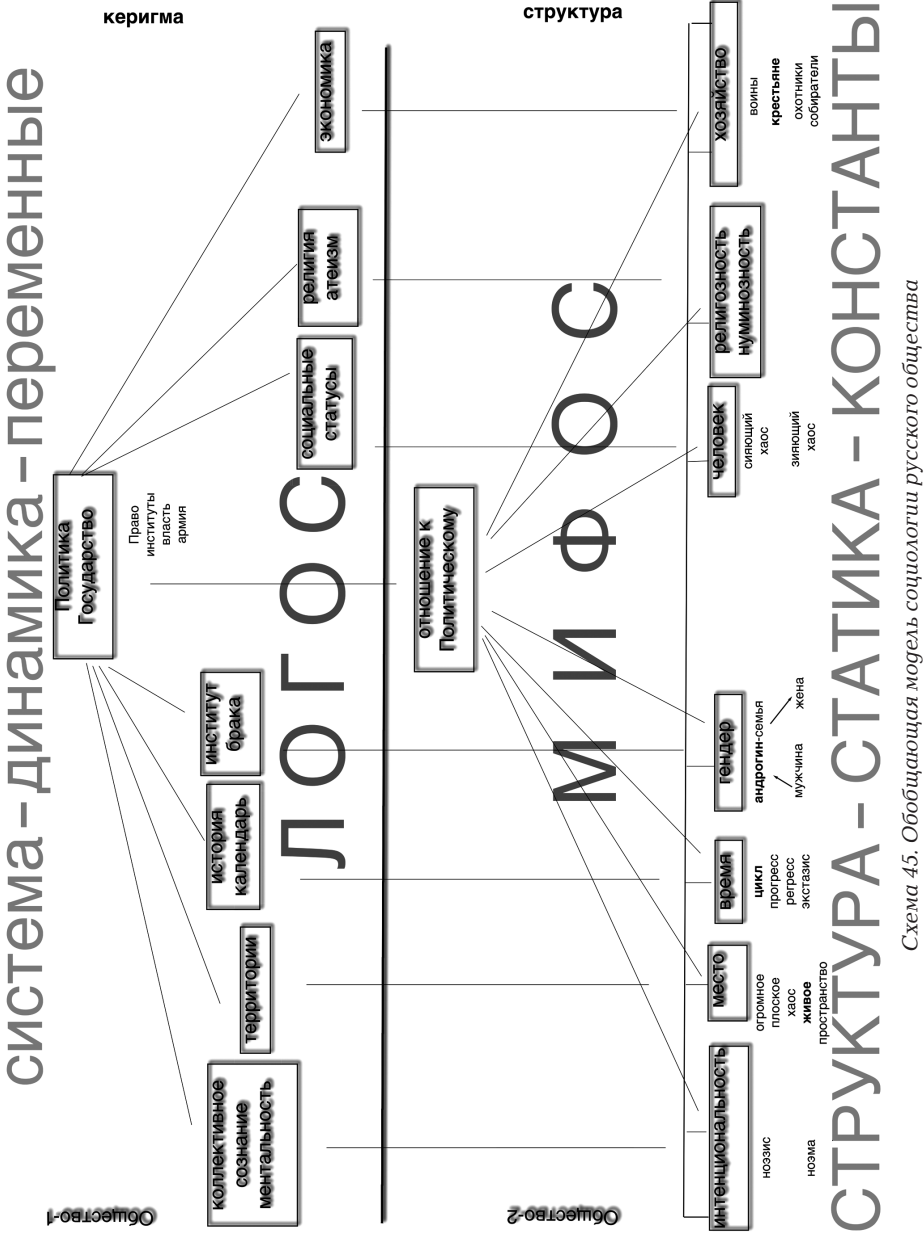 система – динамика – переменные
керигма
Общество-1
Политика
Государство
Право
институты
власть
армия
коллективное
сознание
ментальность
территории
история
календарь
институт
брака
социальные
статусы
религия
атеизм
экономика
ЛОГОС
структура
Общество-2
отношение к
Политическому
МИФОС
интенциональность
ноэзис
ноэма
место
огромное
плоское
хаос
живое
пространство
время
цикл
прогресс
регресс
экстазис
гендер
андрогин-семья
мужчина
жена
человек
сияющий
хаос
зияющий
хаос
религиозность
нуминозность
хозяйство
воины
крестьяне
охотники
собиратели
СТРУКТУРА – СТАТИКА – КОНСТАНТЫ
Схема 45. Обобщающая модель социологии русского общества